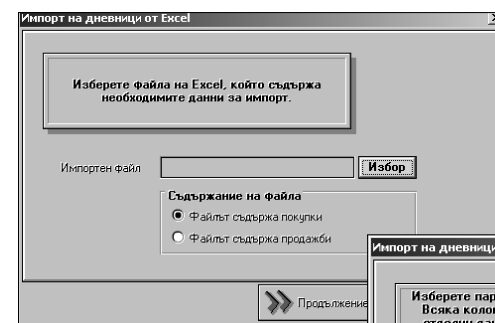 Импорт на дневници от Excel
Изберете файла на Excel, който съдържа
необходимите данни за импорт.
Импортен файл
Избор
Съдържание на файла
Файлът съдържа покупки
Файлът съдържа продажби
Продължение
Импорт на дневници
Изберете пар
Всяка коло